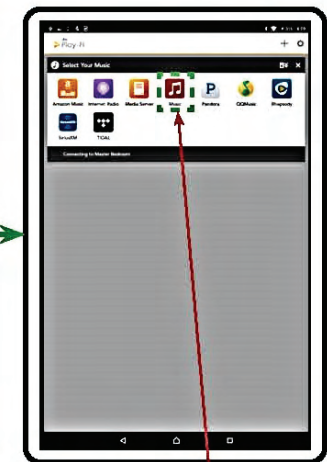 Play-Fi
Select Your Music
Amazon Music Internet Radio Media Server Music Pandora QQMusic Rhapsody
SiriusXM TIDAL
Connecting to Master Bedroom